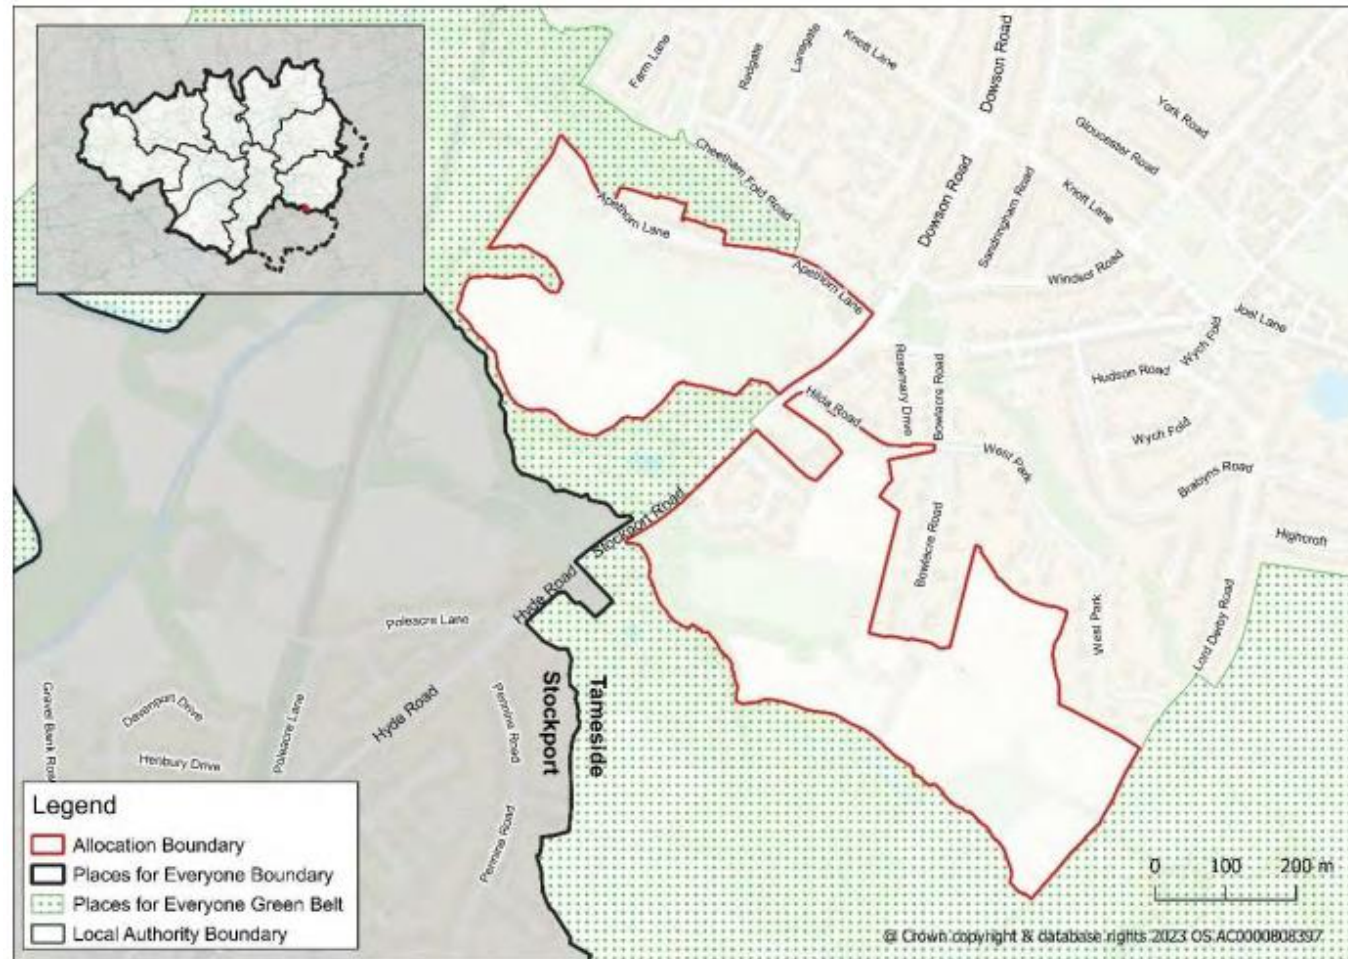 Farm Lane
Redgate
Lanegate
Knott Lane
Dowson Road
York Road
Gloucester Road
Cheetham Fold Road
Dowson Road
Sandringham Road
Knott Lane
Apethorn Lane
Apethorn Lane
Windsor Road
Joel Lane
Wych Fold
Hudson Road
Rosemary Drive
Bowlacre Road
Hilda Road
Wych Fold
West Park
Brabyns Road
Stockport Road
Bowlacre Road
Highcroft
Hyde Road
Poleacre Lane
West Park
Lord Derby Road
Stockport
Tameside
Gravel Bank Road
Davenport Drive
Henbury Drive
Poleacre Lane
Hyde Road
Pennine Road
Pennine Road
Legend
Allocation Boundary
Places for Everyone Boundary
Places for Everyone Green Belt
Local Authority Boundary
0 100 200 m
© Crown copyright & database rights 2023 OS AC0000808397